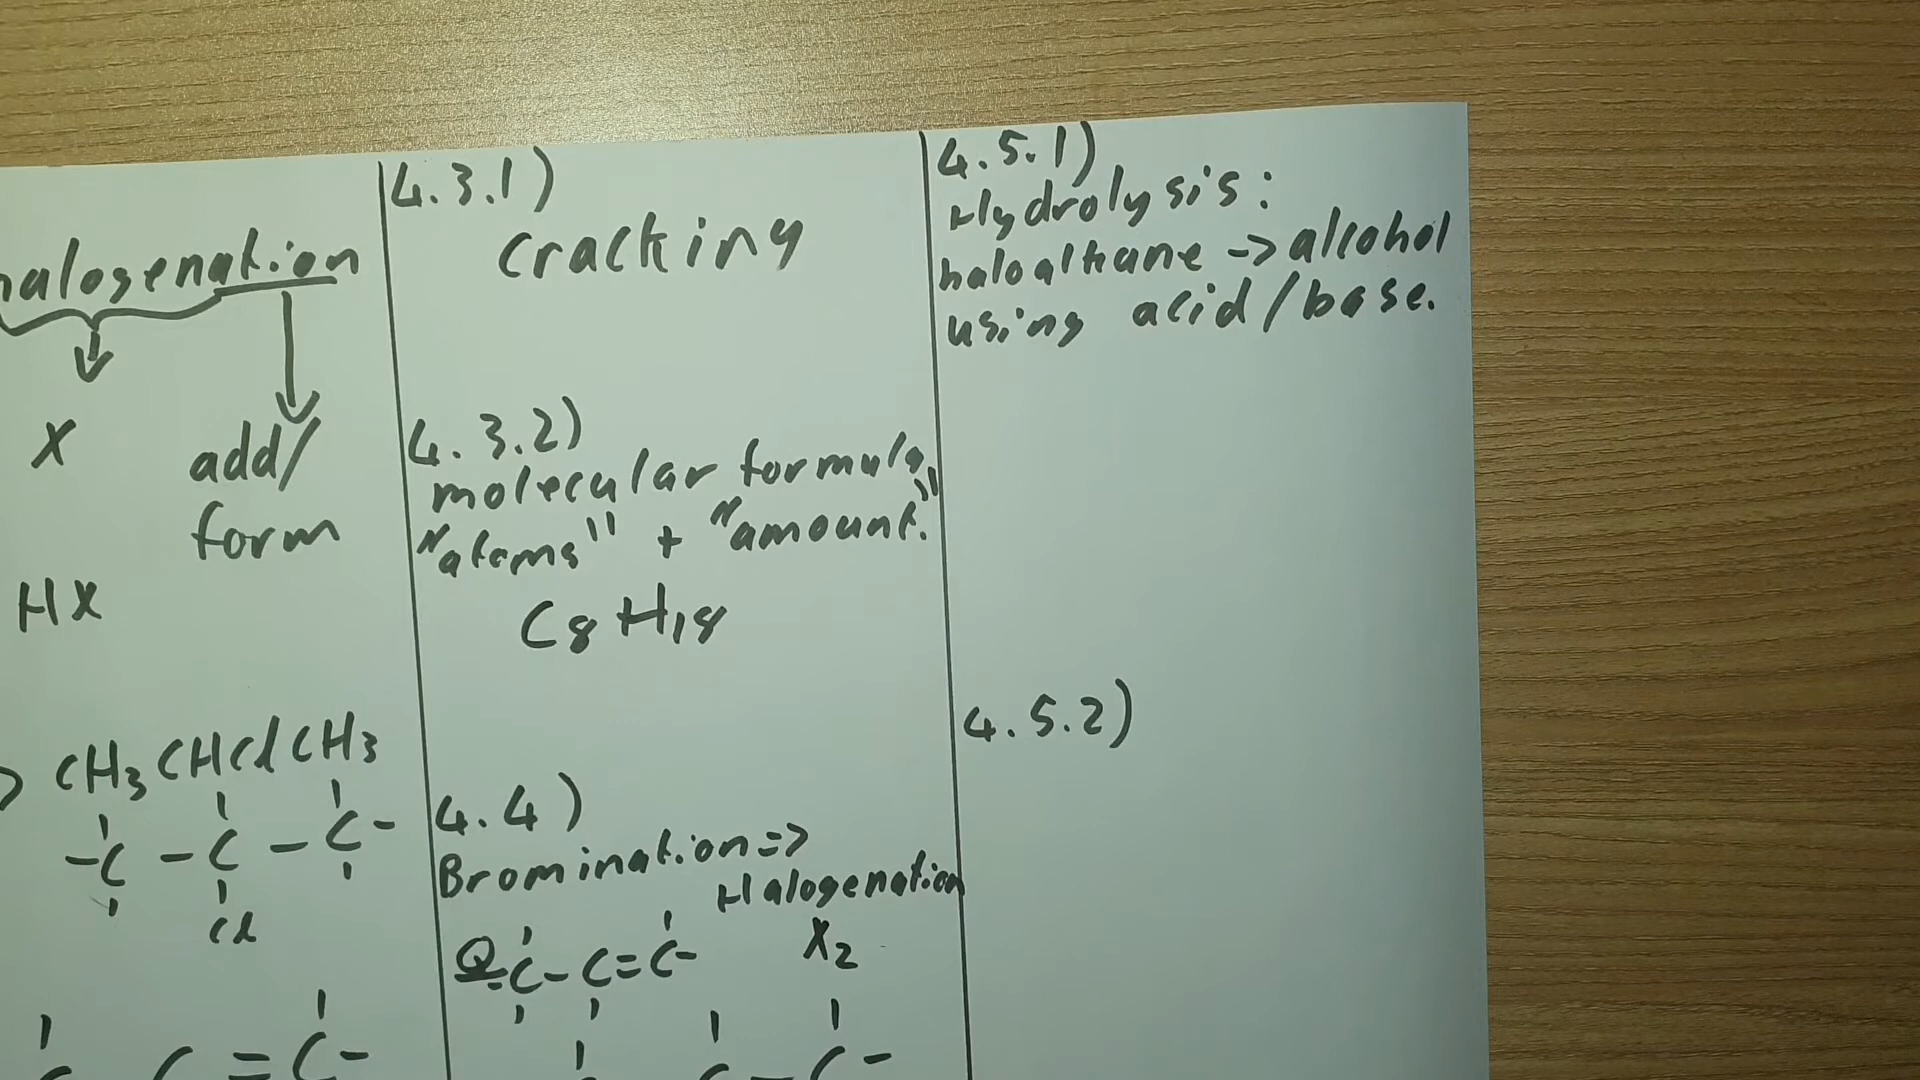 halogenation
X
add/
form
HX
CH3CHClCH3
-C-C-C-
Cl
C=C-
4.3.1)
Cracking
4.3.2)
molecular formula
"atoms" + "amount."
C8H18
4.4)
Bromination=>
Halogenation
Q -C-C=C-
X2
C-C-
4.5.1)
Hydrolysis:
haloalkane -> alcohol
using acid/base.
4.5.2)